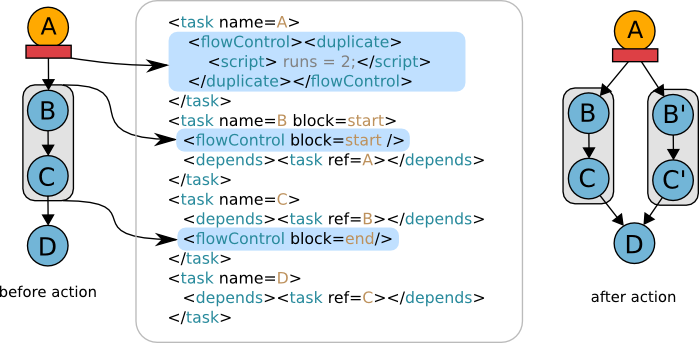 A
B
C
D
before action
<task name=A>
<flowControl><duplicate>
<script> runs = 2;</script>
</duplicate></flowControl>
</task>
<task name=B block=start>
<flowControl block=start />
<depends><task ref=A></depends>
</task>
<task name=C>
<depends><task ref=B></depends>
<flowControl block=end/>
</task>
<task name=D>
<depends><task ref=C></depends>
</task>
A
B B'
C C'
D
after action